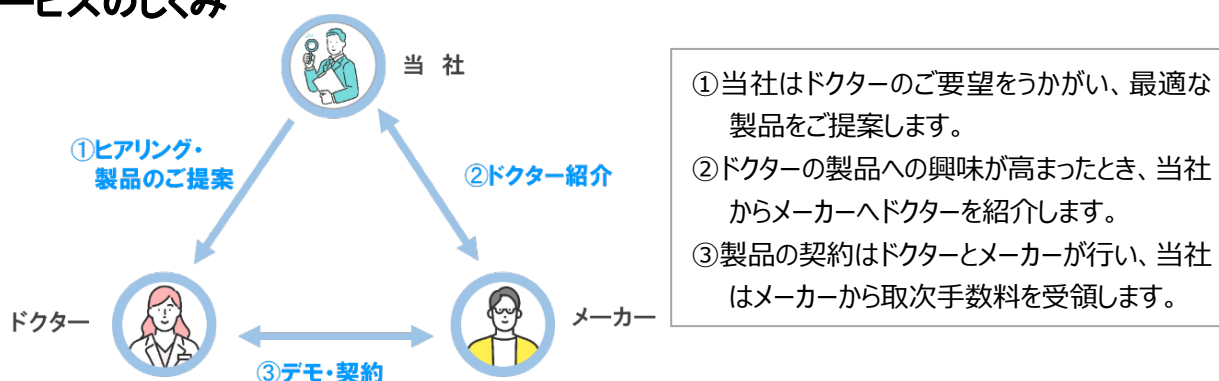 ービスのしくみ
当 社
①ヒアリング・
製品のご提案
②ドクター紹介
ドクター
メーカー
③デモ・契約
①当社はドクターのご要望をうかがい、最適な
製品をご提案します。
②ドクターの製品への興味が高まったとき、当社
からメーカーへドクターを紹介します。
③製品の契約はドクターとメーカーが行い、当社
はメーカーから取次手数料を受領します。